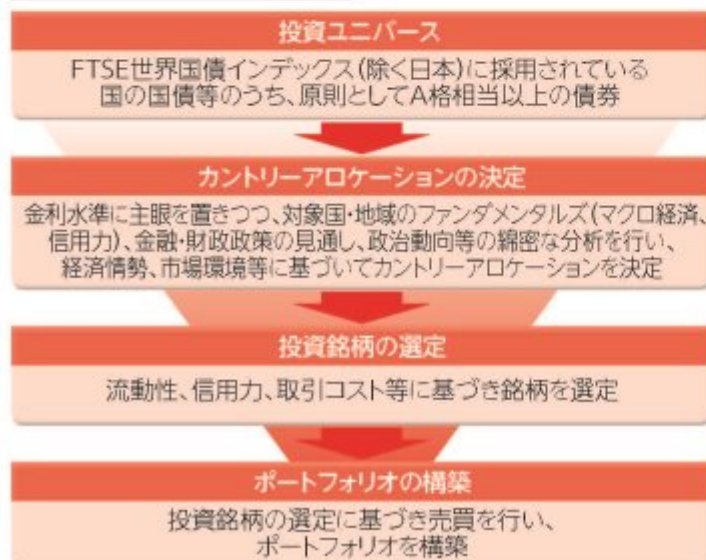 投資ユニバース
FTSE世界国債インデックス(除く日本)に採用されている
国の国債等のうち、原則としてA格相当以上の債券
カントリーアロケーションの決定
金利水準に主眼を置きつつ、対象国・地域のファンダメンタルズ(マクロ経済、
信用力)、金融・財政政策の見通し、政治動向等の綿密な分析を行い、
経済情勢、市場環境等に基づいてカントリーアロケーションを決定
投資銘柄の選定
流動性、信用力、取引コスト等に基づき銘柄を選定
ポートフォリオの構築
投資銘柄の選定に基づき売買を行い、
ポートフォリオを構築